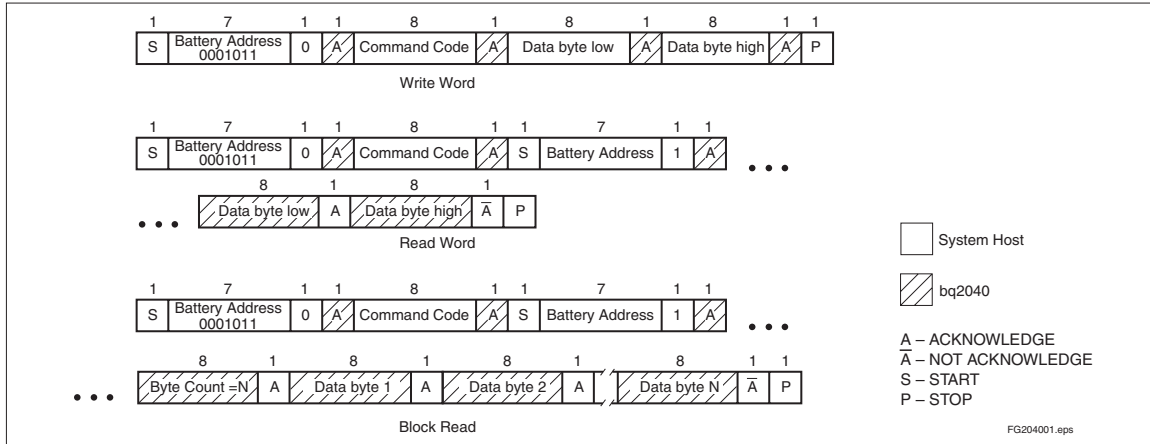 1 7 1 1 8 1 8 1 8 1 1
S Battery Address 0001011 0 A Command Code A Data byte low A Data byte high A P
Write Word
1 7 1 1 8 1 1 7 1 1
S Battery Address 0001011 0 A Command Code A S Battery Address 1 A
• • •
8 1 8 1
• • • Data byte low A Data byte high A̅ P
Read Word
System Host
1 7 1 1 8 1 1 7 1 1
S Battery Address 0001011 0 A Command Code A S Battery Address 1 A
• • •
bq2040
8 1 8 1 8 1 8 1 1
• • • Byte Count =N A Data byte 1 A Data byte 2 A Data byte N A̅ P
Block Read
A – ACKNOWLEDGE
A̅ – NOT ACKNOWLEDGE
S – START
P – STOP
FG204001.eps